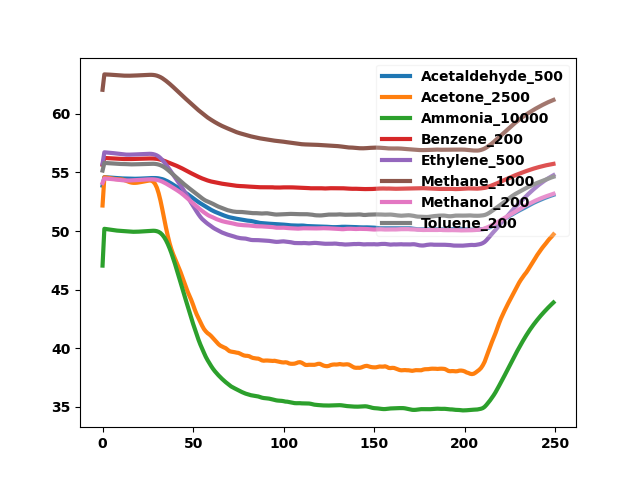 Acetaldehyde_500
Acetone_2500
Ammonia_10000
Benzene_200
Ethylene_500
Methane_1000
Methanol_200
Toluene_200
60
55
50
45
40
35
0
50
100
150
200
250